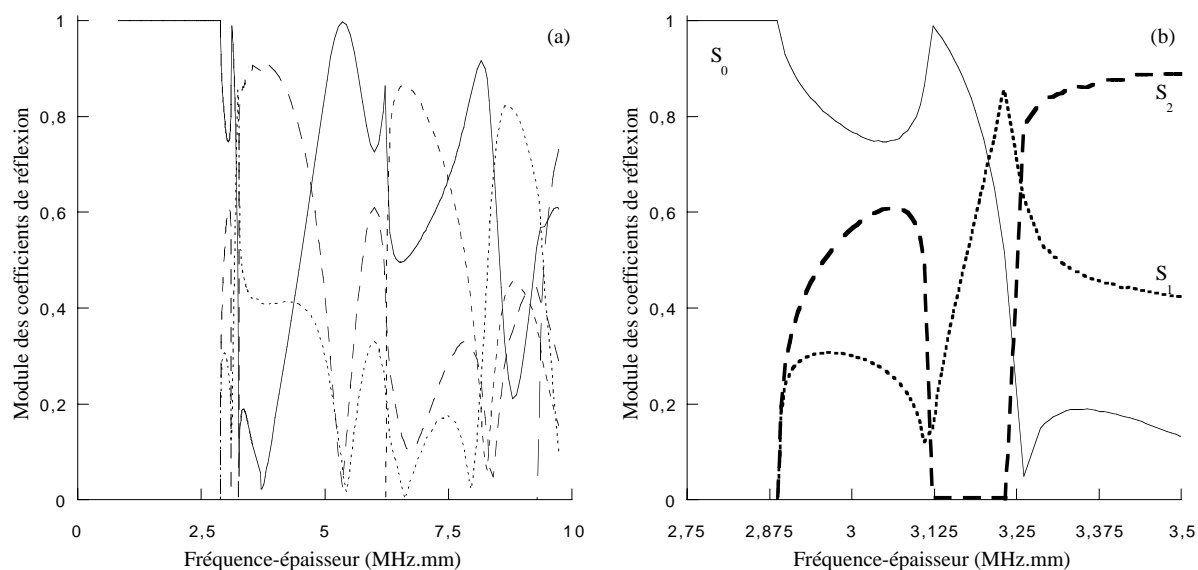 (a)
1
0,8
0,6
0,4
0,2
0
Module des coefficients de réflexion
0 2,5 5 7,5 10
Fréquence-épaisseur (MHz.mm)
(b)
1
0,8
0,6
0,4
0,2
0
Module des coefficients de réflexion
S0
S2
S1
2,75 2,875 3 3,125 3,25 3,375 3,5
Fréquence-épaisseur (MHz.mm)